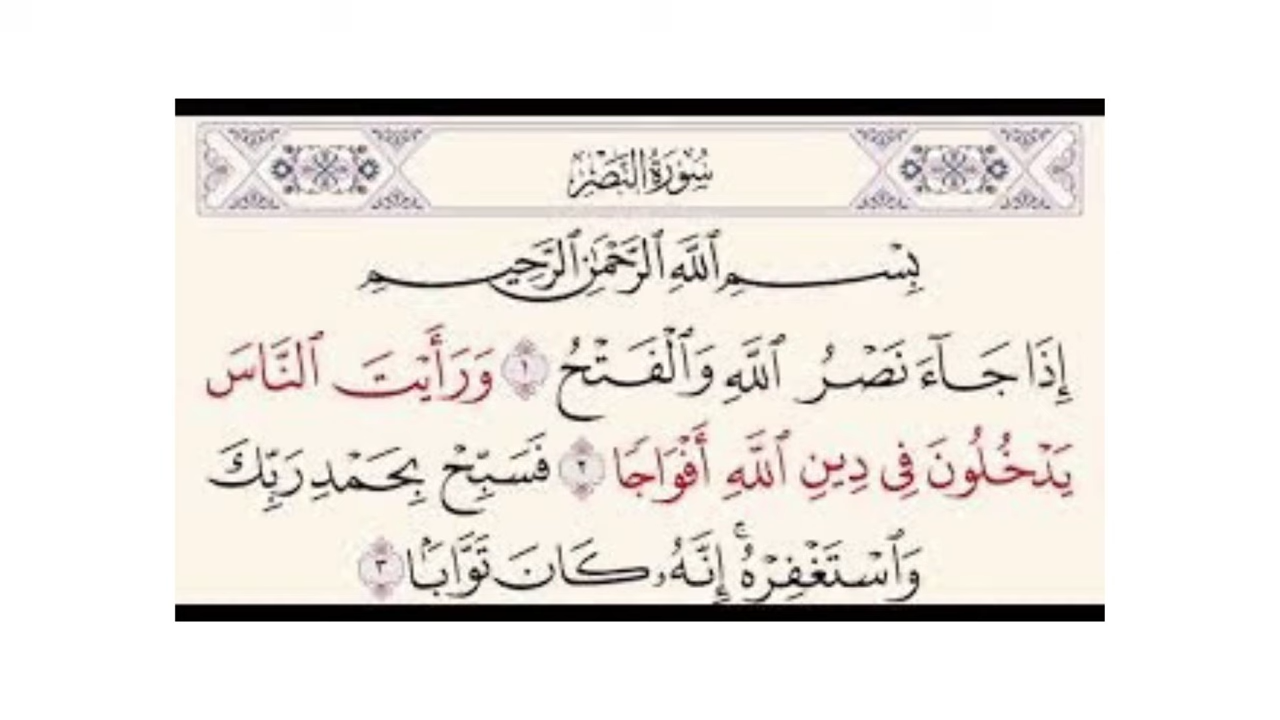 سُورَةُ النَّصْرِ
بِسْمِ ٱللَّهِ ٱلرَّحْمَٰنِ ٱلرَّحِيمِ
إِذَا جَآءَ نَصْرُ ٱللَّهِ وَٱلْفَتْحُ ١ وَرَأَيْتَ ٱلنَّاسَ
يَدْخُلُونَ فِى دِينِ ٱللَّهِ أَفْوَاجًا ٢ فَسَبِّحْ بِحَمْدِ رَبِّكَ
وَٱسْتَغْفِرْهُ ۚ إِنَّهُۥ كَانَ تَوَّابًۢا ٣